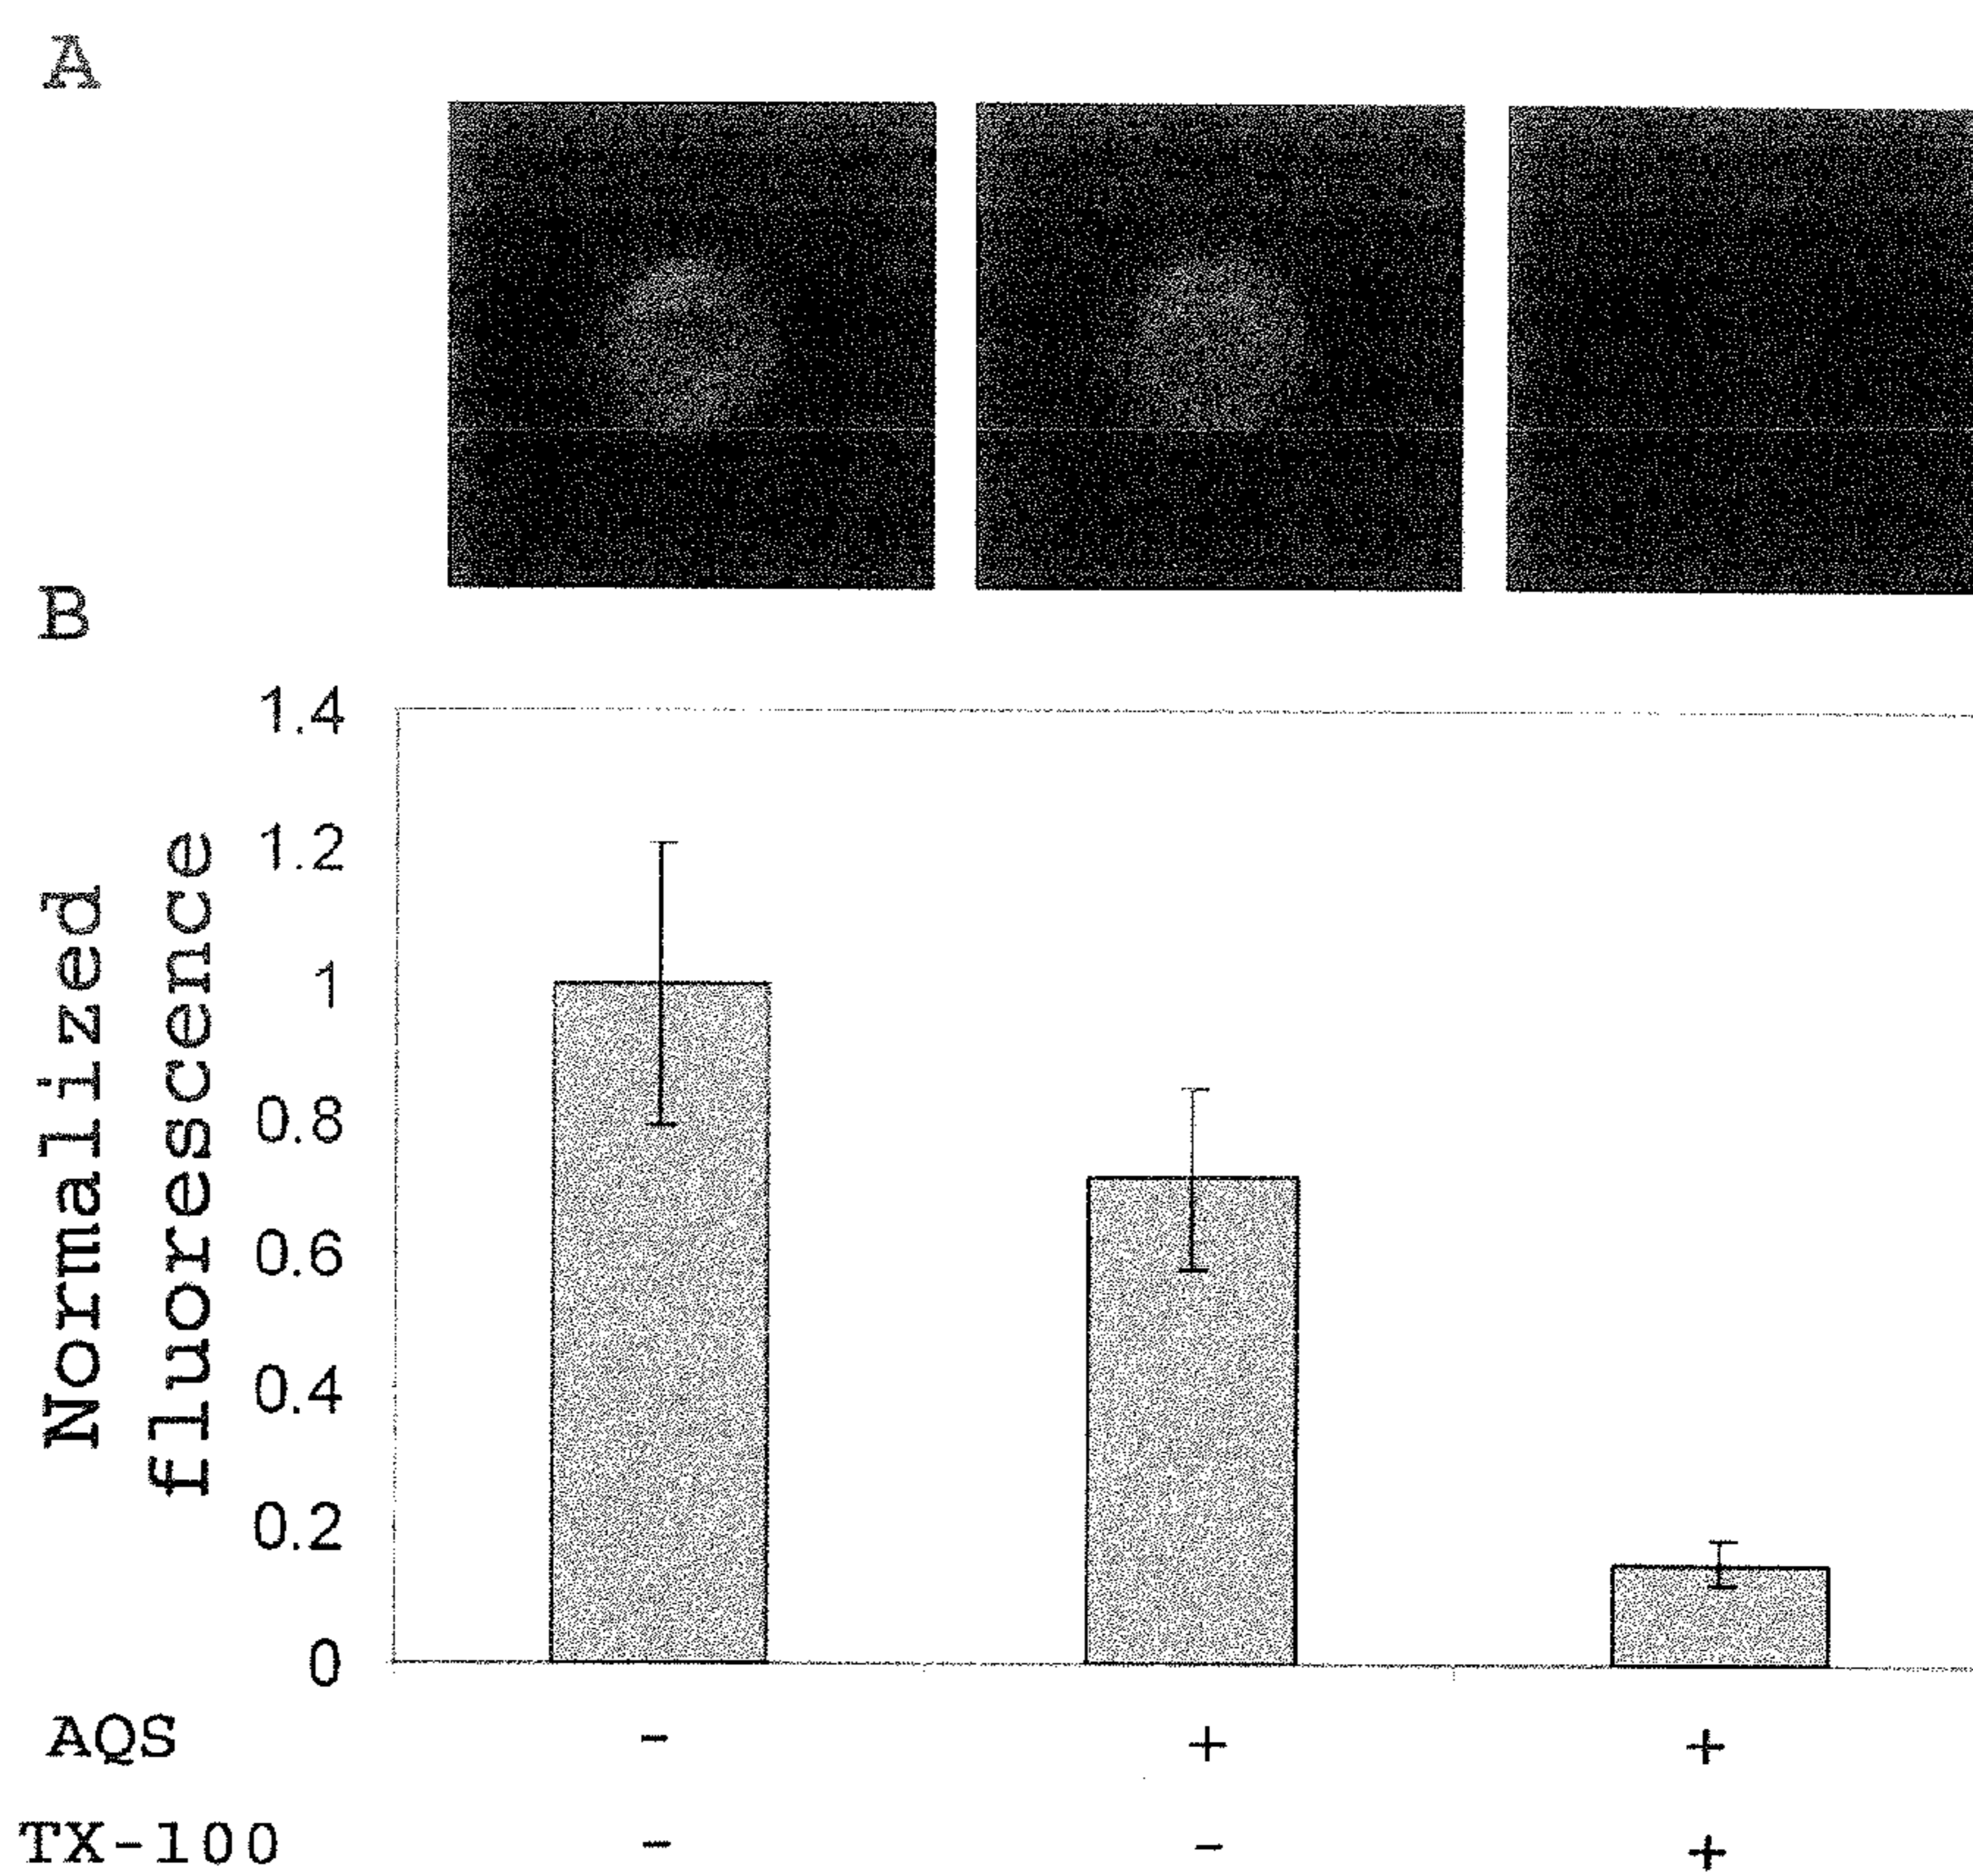 A
B
Normalized
fluorescence
1.4
1.2
1
0.8
0.6
0.4
0.2
0
AQS - + +
TX-100 - - +